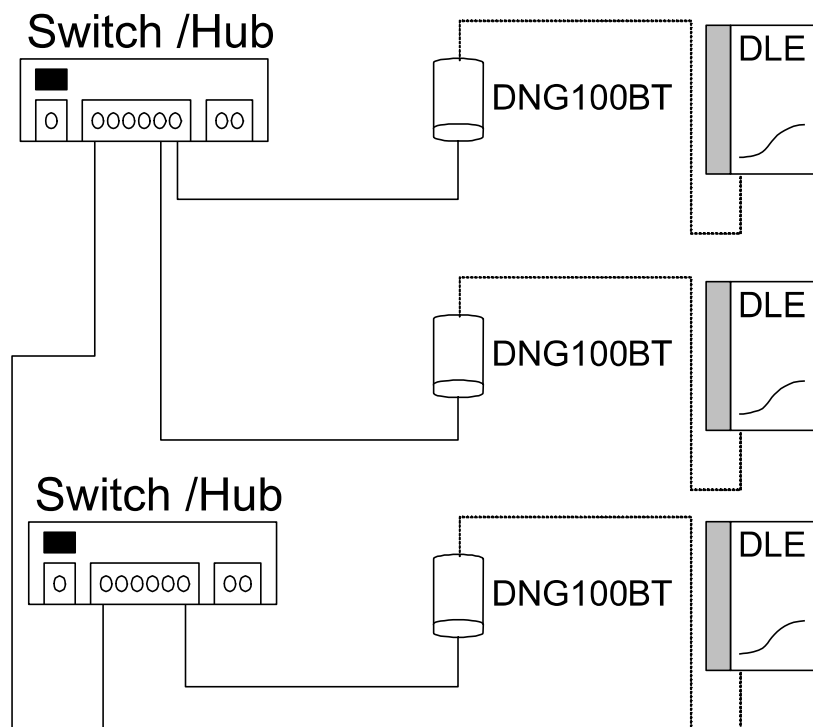 Switch /Hub
DNG100BT
DLE
DNG100BT
DLE
Switch /Hub
DNG100BT
DLE